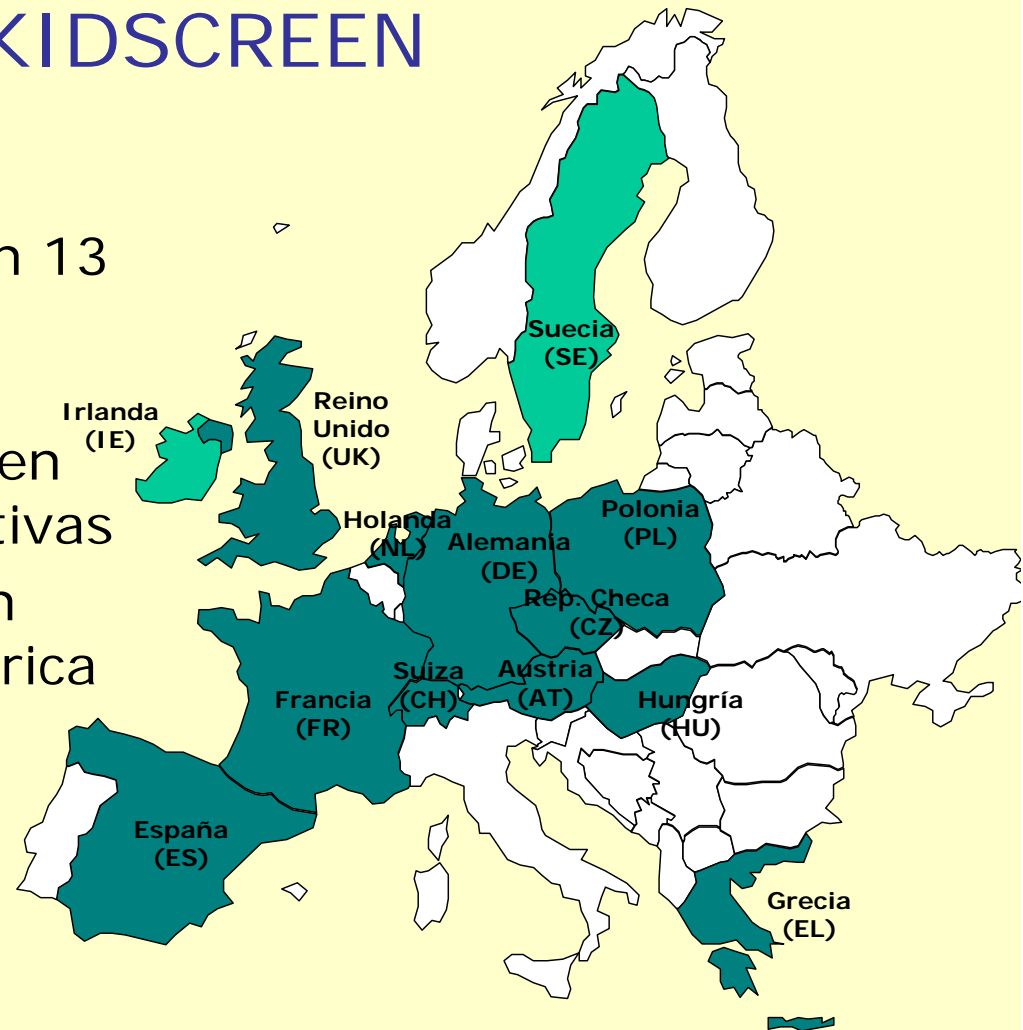 KIDSCREEN
n 13
en
tivas
n
rica
Suecia
(SE)
Irlanda
(IE)
Reino
Unido
(UK)
Holanda
(NL)
Alemania
(DE)
Polonia
(PL)
Rep. Checa
(CZ)
Suiza
(CH)
Austria
(AT)
Francia
(FR)
Hungría
(HU)
España
(ES)
Grecia
(EL)